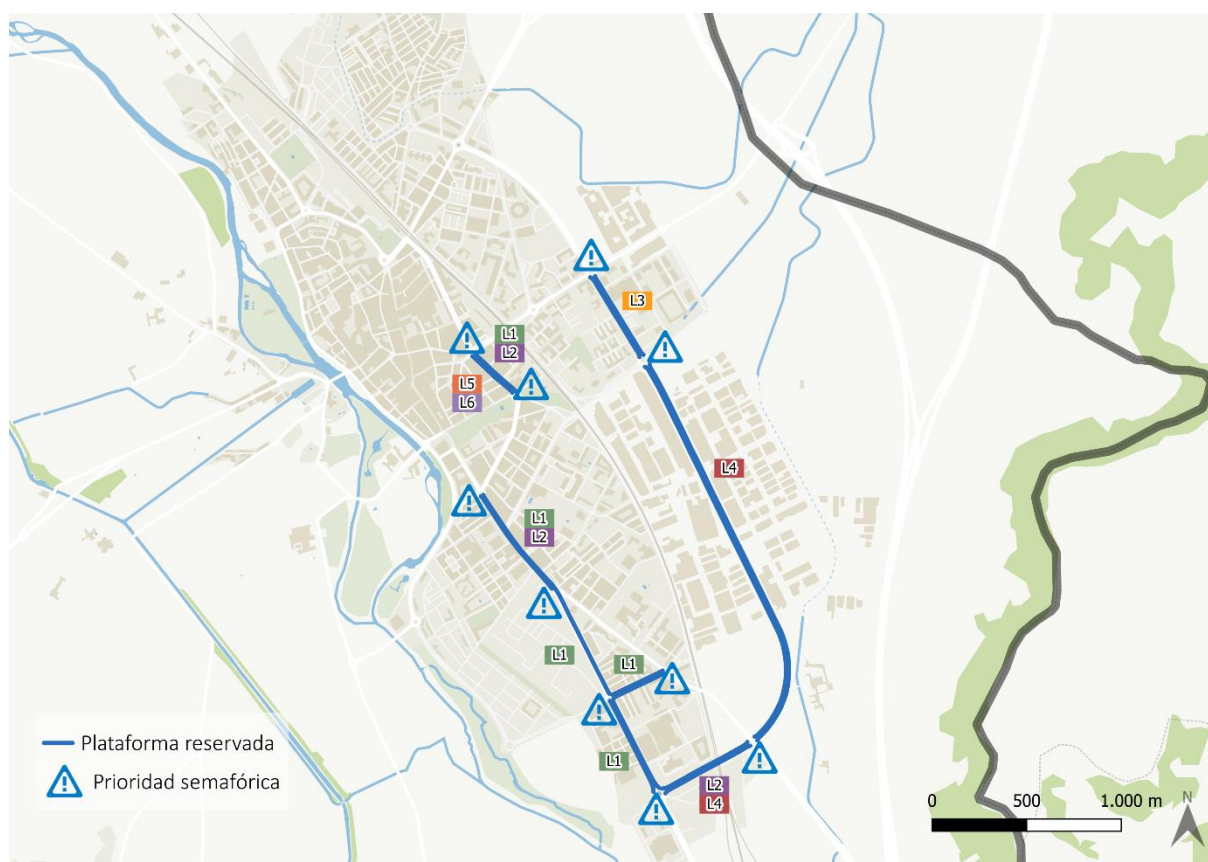 L3
L1
L2
L5
L6
L4
L1
L2
L1
L1
L1
L2
L4
Plataforma reservada
Prioridad semafórica
0 500 1.000 m
N